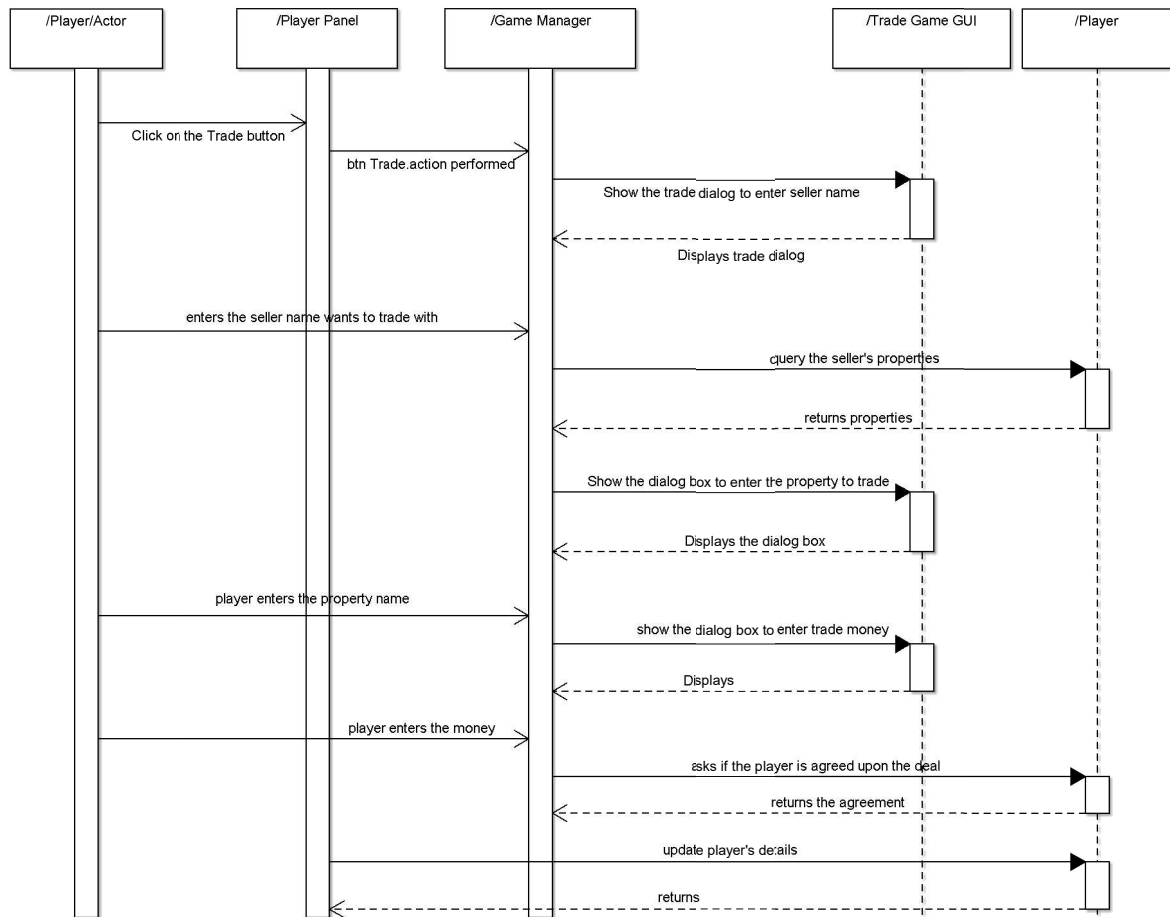 /Player/Actor
/Player Panel
/Game Manager
/Trade Game GUI
/Player
Click on the Trade button
btn Trade.action performed
Show the trade dialog to enter seller name
Displays trade dialog
enters the seller name wants to trade with
query the seller's properties
returns properties
Show the dialog box to enter the property to trade
Displays the dialog box
player enters the property name
show the dialog box to enter trade money
Displays
player enters the money
asks if the player is agreed upon the deal
returns the agreement
update player's details
returns